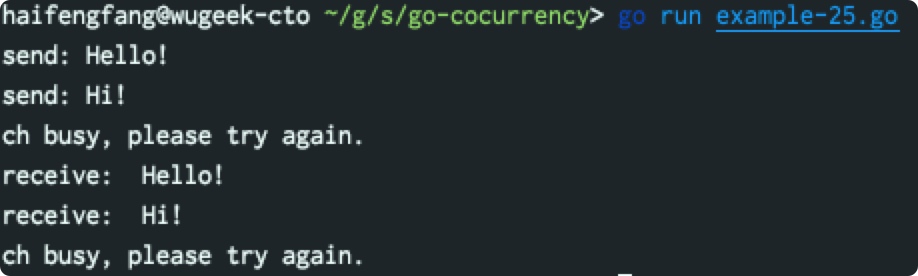 haifengfang@wugeek-cto ~/g/s/go-cocurrency> go run example-25.go
send: Hello!
send: Hi!
ch busy, please try again.
receive:  Hello!
receive:  Hi!
ch busy, please try again.